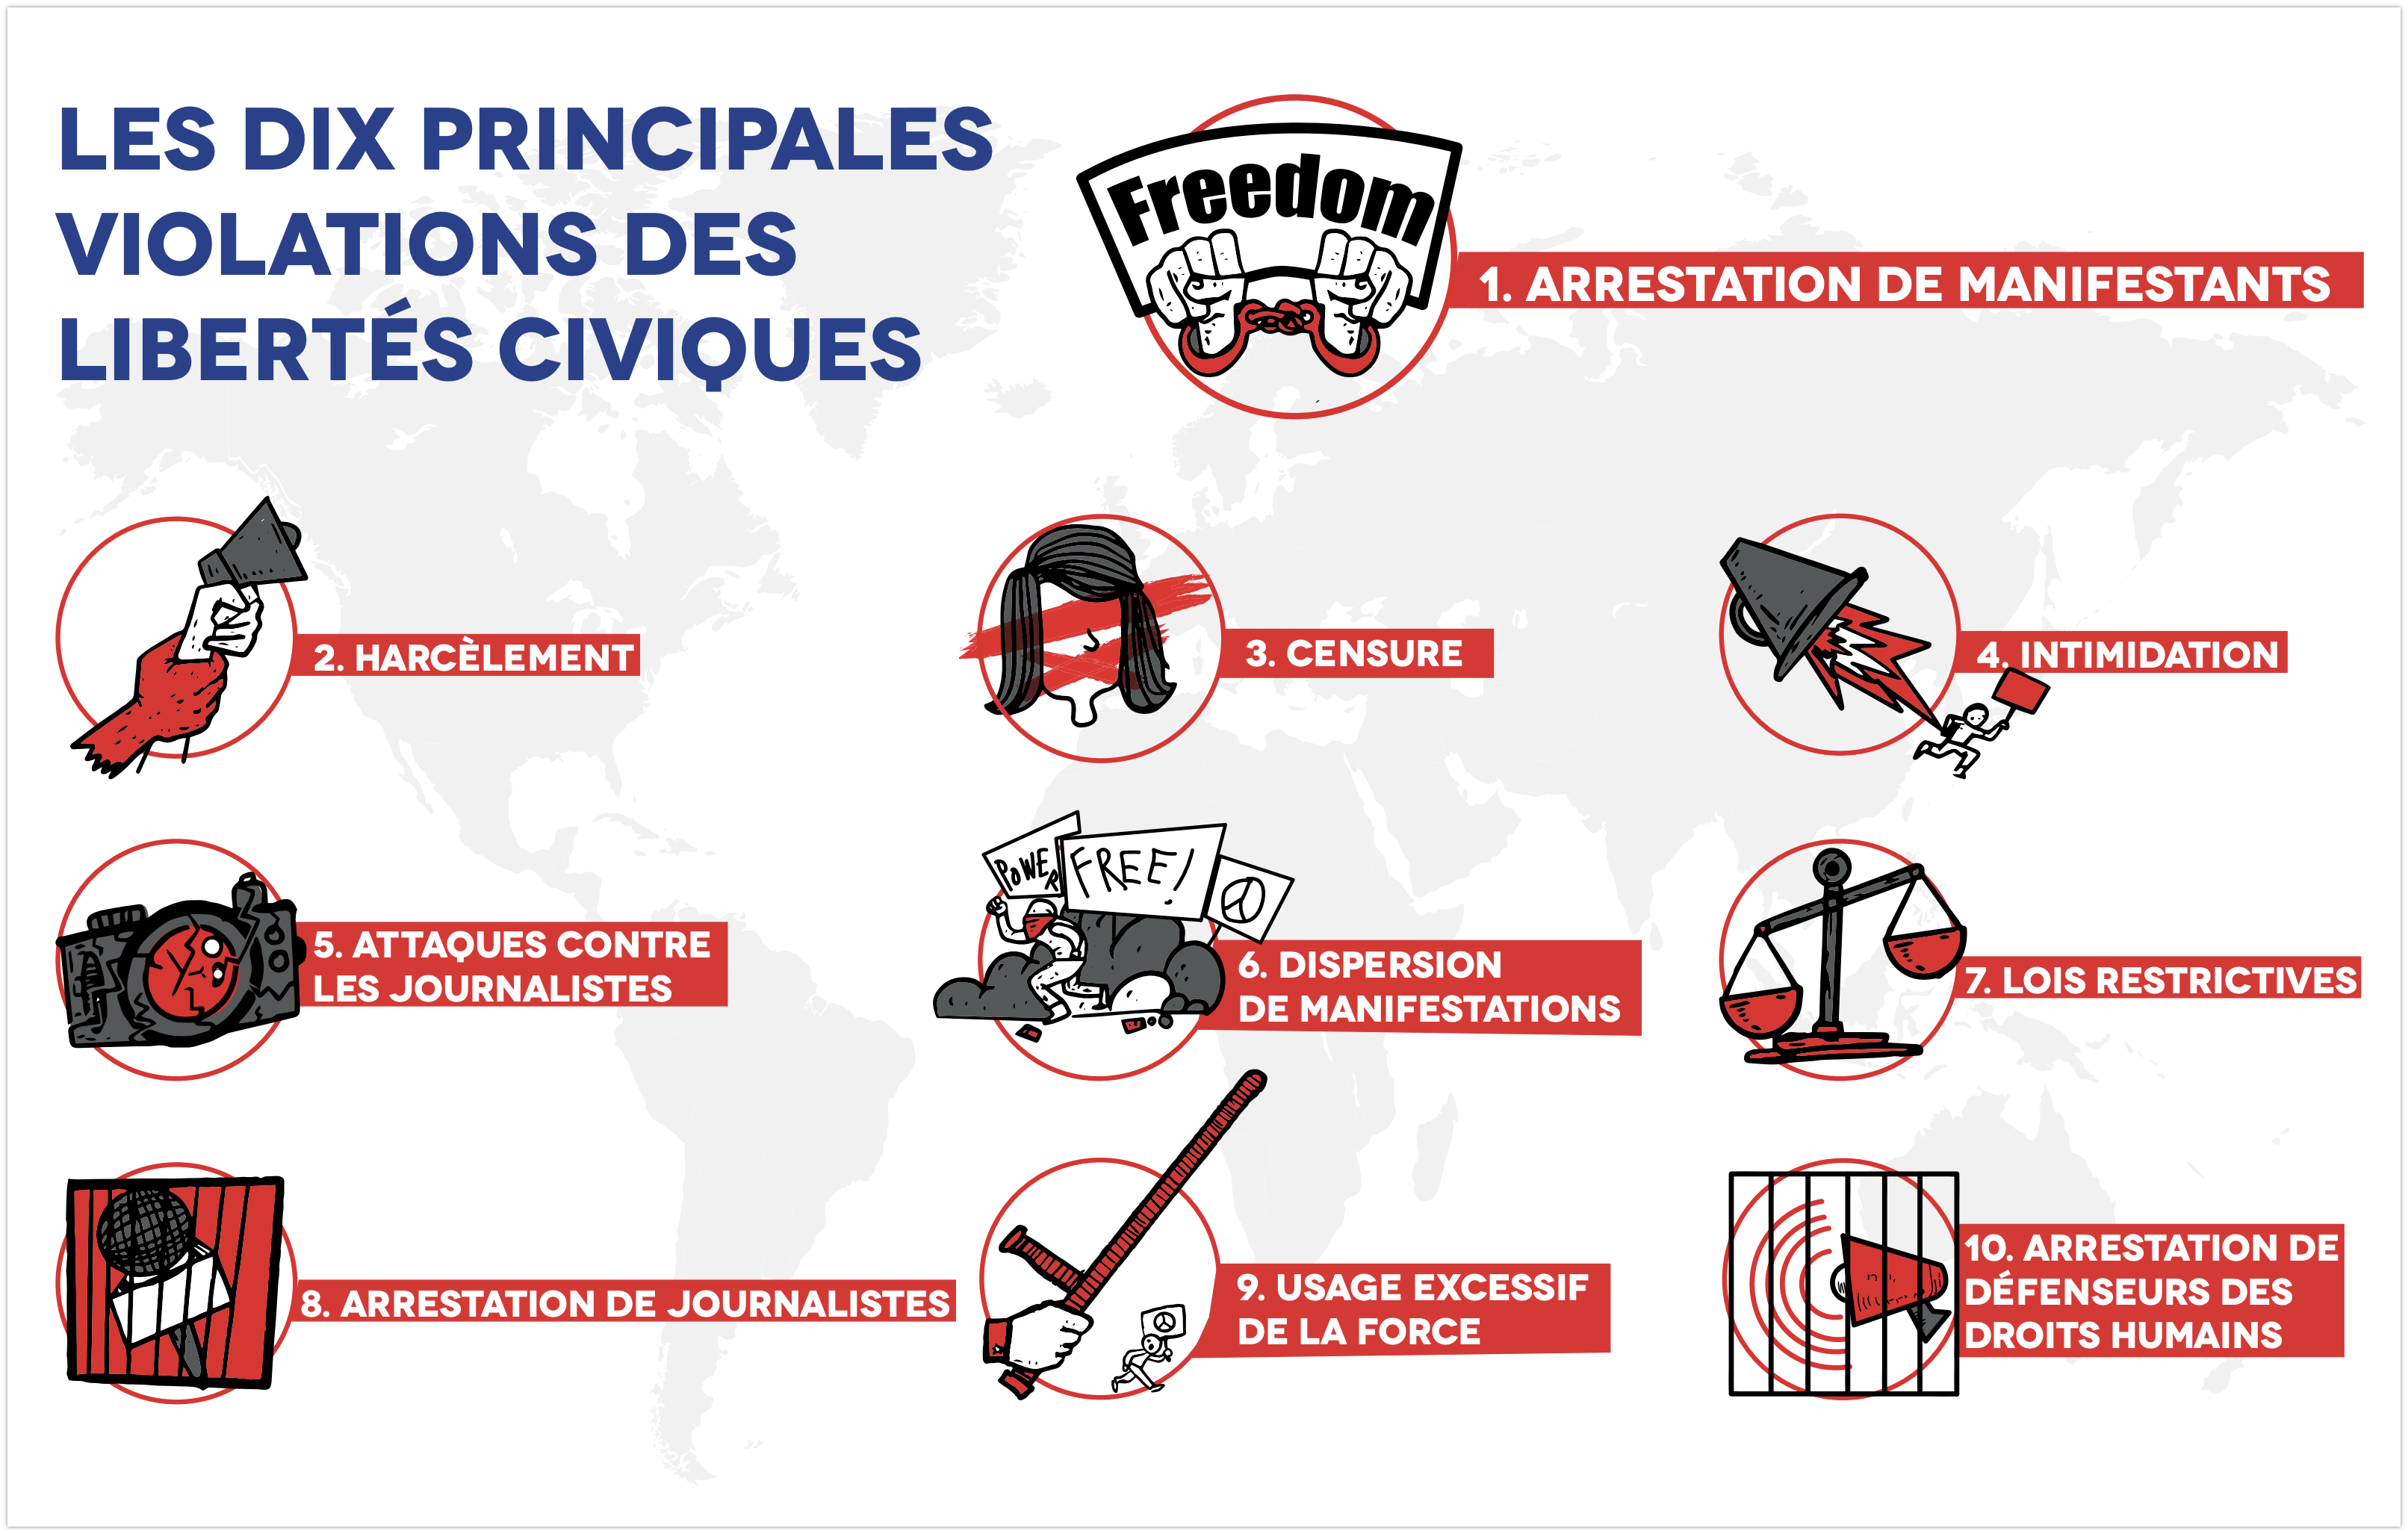 LES DIX PRINCIPALES
VIOLATIONS DES
LIBERTÉS CIVIQUES
Freedom
1. ARRESTATION DE MANIFESTANTS
2. HARCÈLEMENT
3. CENSURE
4. INTIMIDATION
5. ATTAQUES CONTRE
LES JOURNALISTES
POWER
FREE!
6. DISPERSION
DE MANIFESTATIONS
7. LOIS RESTRICTIVES
8. ARRESTATION DE JOURNALISTES
9. USAGE EXCESSIF
DE LA FORCE
10. ARRESTATION DE
DÉFENSEURS DES
DROITS HUMAINS